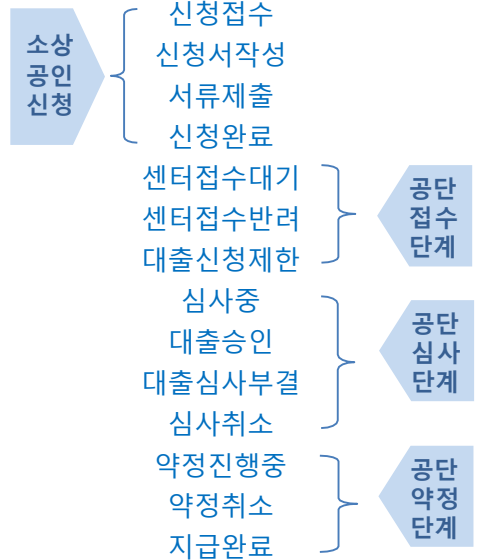 소상
공인
신청
신청접수
신청서작성
서류제출
신청완료
센터접수대기
센터접수반려
대출신청제한
공단
접수
단계
심사중
대출승인
대출심사부결
심사취소
공단
심사
단계
약정진행중
약정취소
지급완료
공단
약정
단계